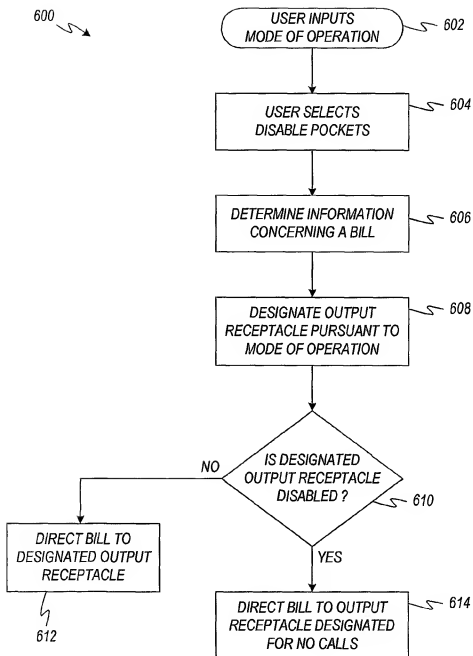 600
USER INPUTS
MODE OF OPERATION
602
USER SELECTS
DISABLE POCKETS
604
DETERMINE INFORMATION
CONCERNING A BILL
606
DESIGNATE OUTPUT
RECEPTACLE PURSUANT TO
MODE OF OPERATION
608
IS DESIGNATED
OUTPUT RECEPTACLE
DISABLED ?
610
NO
DIRECT BILL TO
DESIGNATED OUTPUT
RECEPTACLE
612
YES
DIRECT BILL TO OUTPUT
RECEPTACLE DESIGNATED
FOR NO CALLS
614